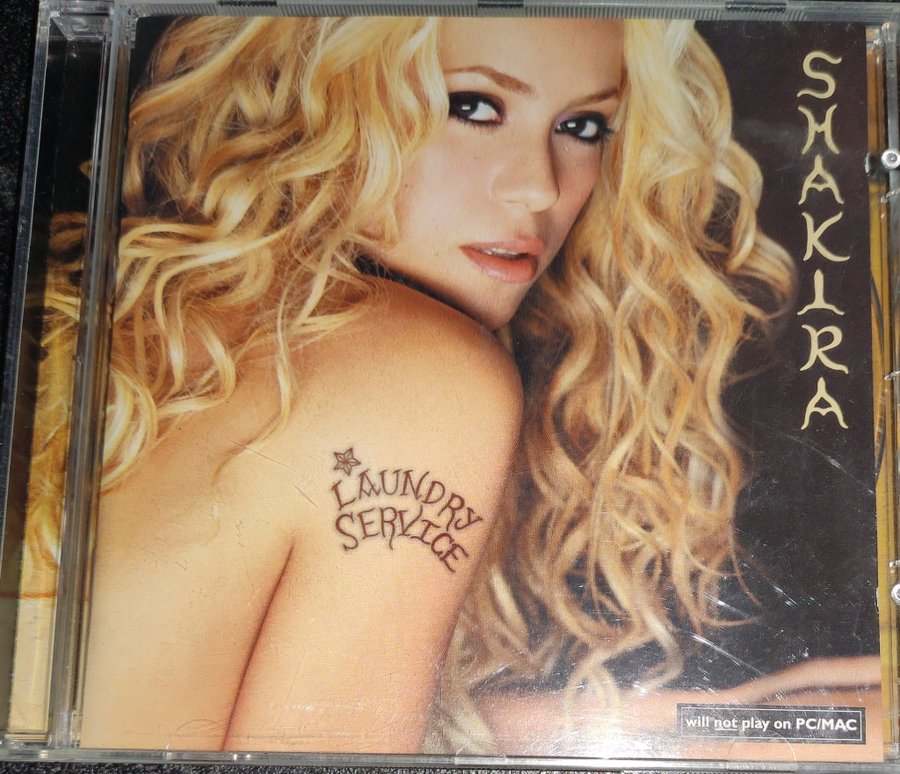 SHAKIRA
LAUNDRY
SERVICE
will not play on PC/MAC